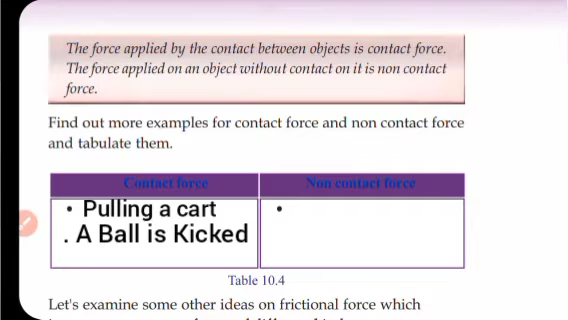 The force applied by the contact between objects is contact force.
The force applied on an object without contact on it is non contact
force.
Find out more examples for contact force and non contact force
and tabulate them.
Contact force
Non contact force
• Pulling a cart
. A Ball is Kicked
•
Table 10.4
Let's examine some other ideas on frictional force which